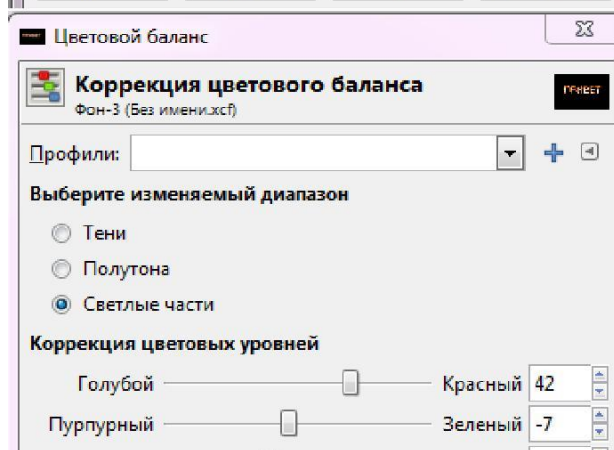 Цветовой баланс
Коррекция цветового баланса
Фон-3 (Без имени.xcf)
ПРИВЕТ
Профили:
Выберите изменяемый диапазон
Тени
Полутона
Светлые части
Коррекция цветовых уровней
Голубой Красный 42
Пурпурный Зеленый -7